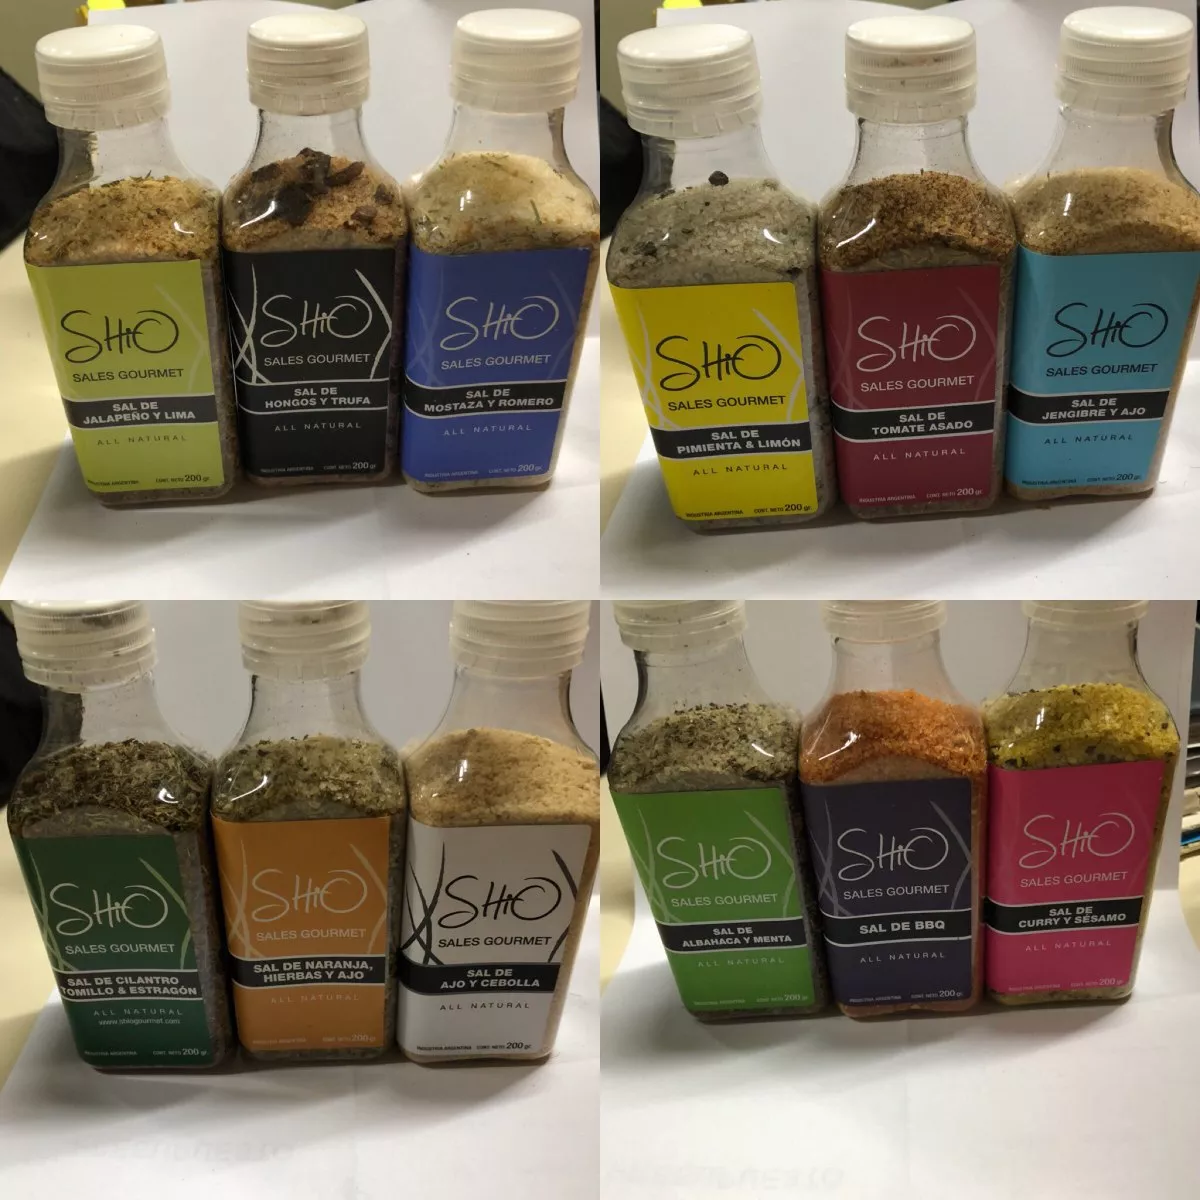 SHiO
SALES GOURMET
SAL DE
JALAPEÑO Y LIMA
ALL NATURAL
INDUSTRIA ARGENTINA CONT. NETO 200 gr.
SHiO
SALES GOURMET
SAL DE
HONGOS Y TRUFA
ALL NATURAL
INDUSTRIA ARGENTINA CONT. NETO 200 gr.
SHiO
SALES GOURMET
SAL DE
MOSTAZA Y ROMERO
ALL NATURAL
INDUSTRIA ARGENTINA CONT. NETO 200 gr.
SHiO
SALES GOURMET
SAL DE
PIMIENTA & LIMÓN
ALL NATURAL
INDUSTRIA ARGENTINA CONT. NETO 200 gr.
SHiO
SALES GOURMET
SAL DE
TOMATE ASADO
ALL NATURAL
INDUSTRIA ARGENTINA CONT. NETO 200 gr.
SHiO
SALES GOURMET
SAL DE
JENGIBRE Y AJO
ALL NATURAL
INDUSTRIA ARGENTINA CONT. NETO 200 gr.
SHiO
SALES GOURMET
SAL DE CILANTRO
TOMILLO & ESTRAGÓN
ALL NATURAL
www.shiogourmet.com
INDUSTRIA ARGENTINA CONT. NETO 200 gr.
SHiO
SALES GOURMET
SAL DE NARANJA,
HIERBAS Y AJO
ALL NATURAL
INDUSTRIA ARGENTINA CONT. NETO 200 gr.
SHiO
SALES GOURMET
SAL DE
AJO Y CEBOLLA
ALL NATURAL
INDUSTRIA ARGENTINA CONT. NETO 200 gr.
SHiO
SALES GOURMET
SAL DE
ALBAHACA Y MENTA
ALL NATURAL
INDUSTRIA ARGENTINA CONT. NETO 200 gr.
SHiO
SALES GOURMET
SAL DE BBQ
ALL NATURAL
INDUSTRIA ARGENTINA CONT. NETO 200 gr.
SHiO
SALES GOURMET
SAL DE
CURRY Y SÉSAMO
ALL NATURAL
INDUSTRIA ARGENTINA CONT. NETO 200 gr.